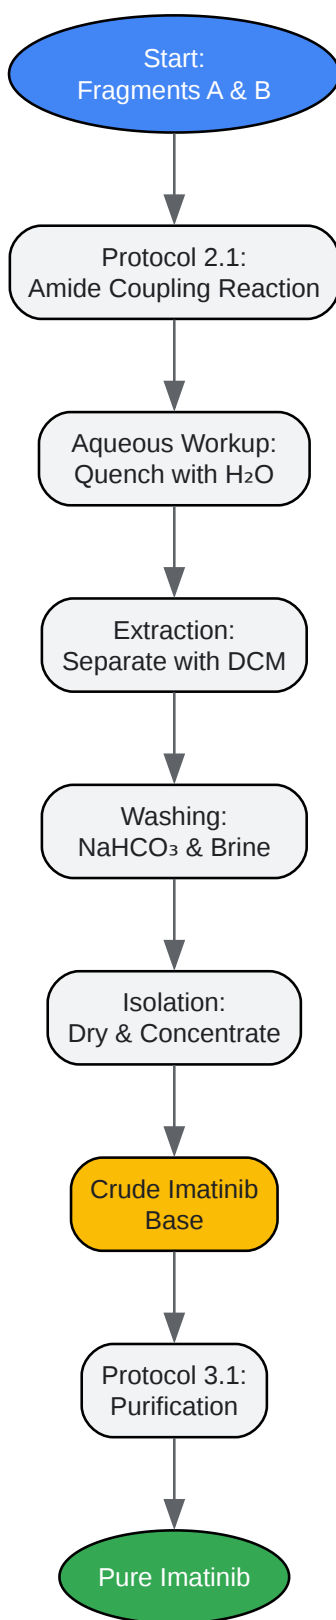 Start:
Fragments A & B
Protocol 2.1:
Amide Coupling Reaction
Aqueous Workup:
Quench with H₂O
Extraction:
Separate with DCM
Washing:
NaHCO₃ & Brine
Isolation:
Dry & Concentrate
Crude Imatinib
Base
Protocol 3.1:
Purification
Pure Imatinib